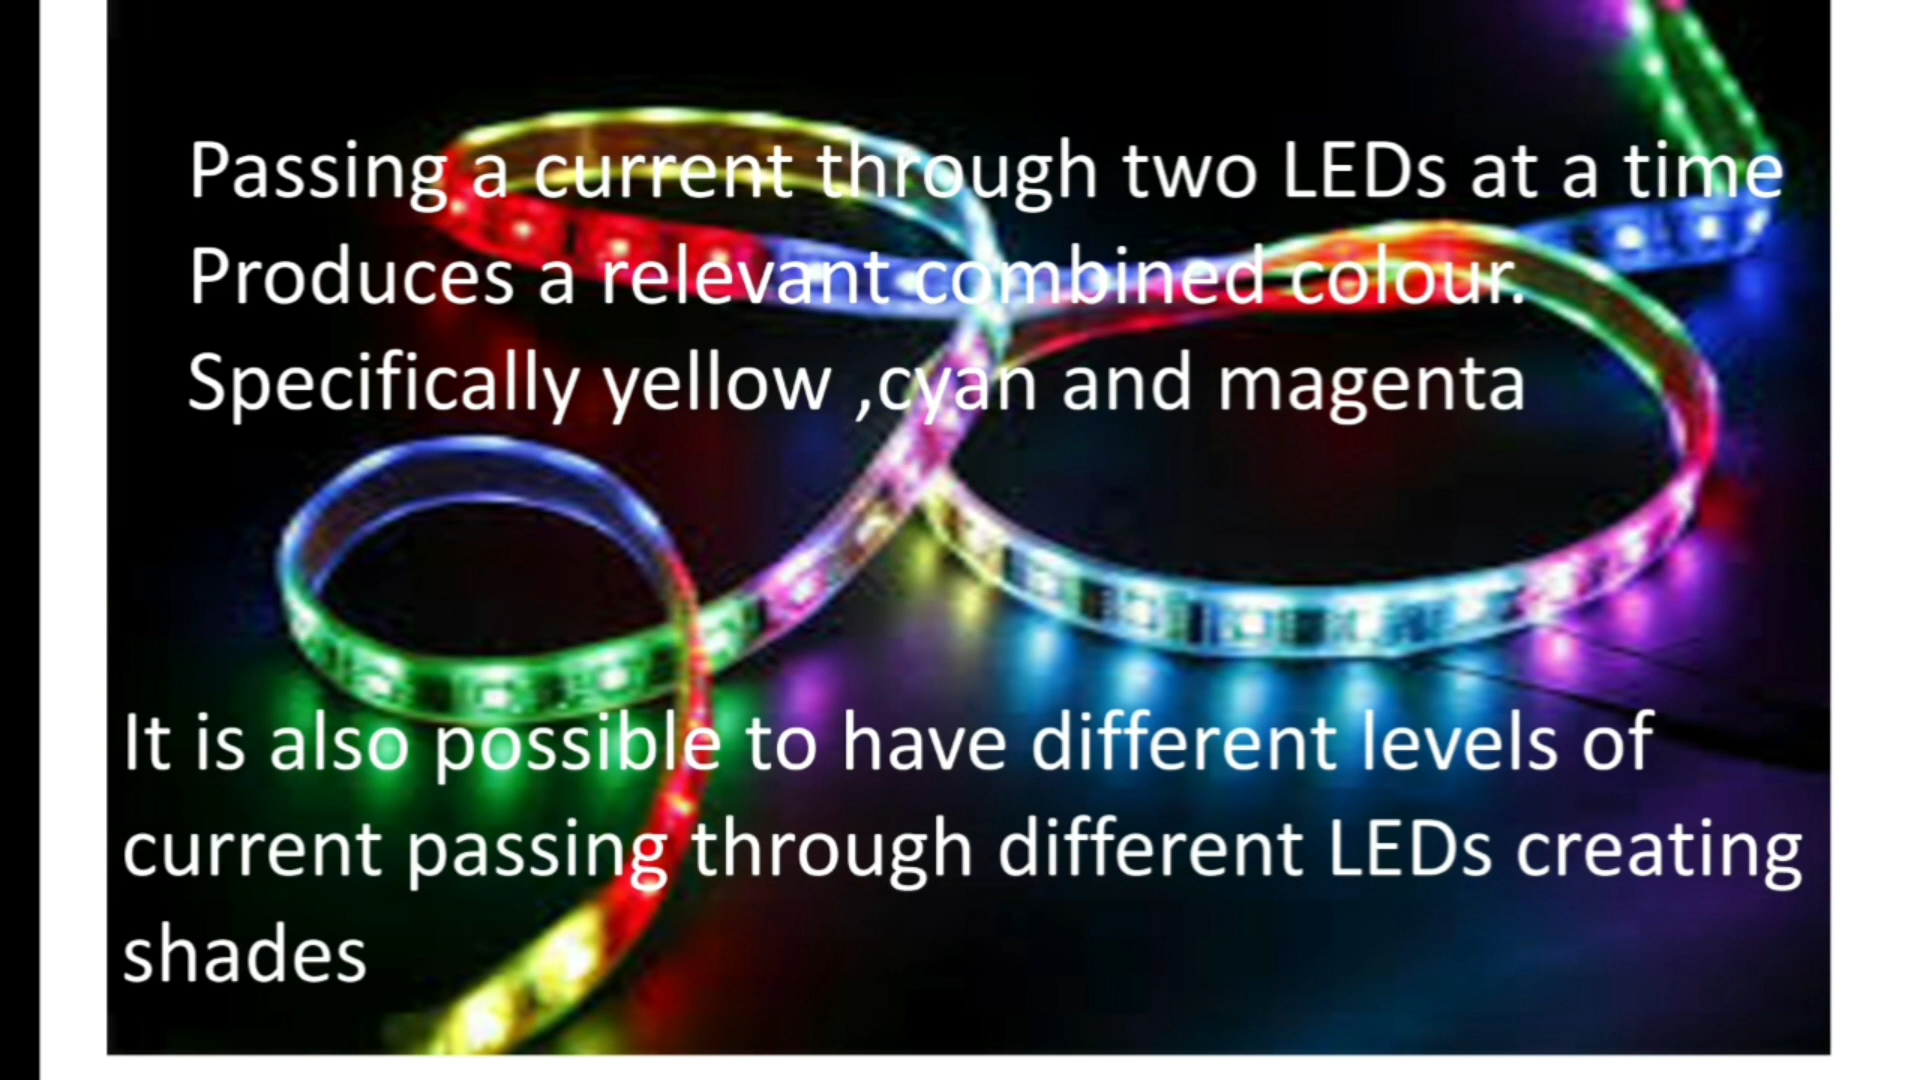 Passing a current through two LEDs at a time
Produces a relevant combined colour.
Specifically yellow ,cyan and magenta
It is also possible to have different levels of
current passing through different LEDs creating
shades